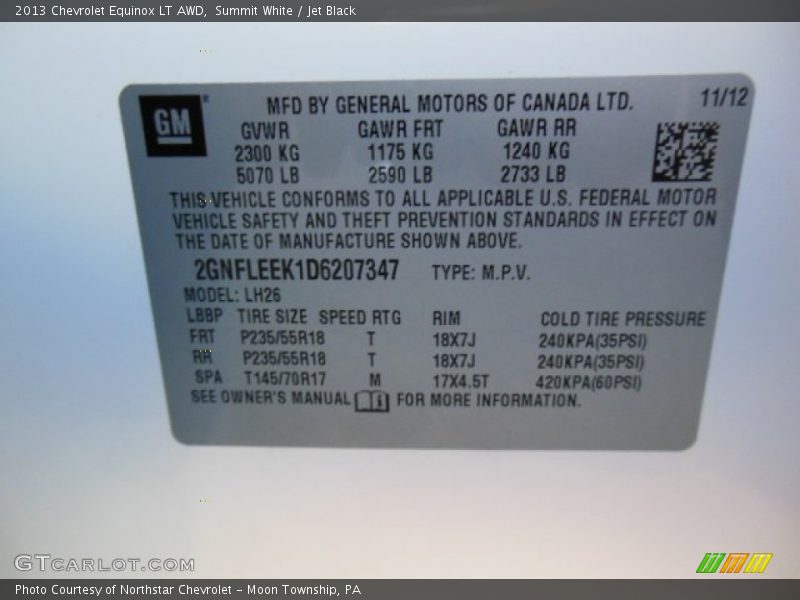 2013 Chevrolet Equinox LT AWD,  Summit White / Jet Black
GM
MFD BY GENERAL MOTORS OF CANADA LTD. 11/12
GVWR GAWR FRT GAWR RR
2300 KG 1175 KG 1240 KG
5070 LB 2590 LB 2733 LB
THIS VEHICLE CONFORMS TO ALL APPLICABLE U.S. FEDERAL MOTOR
VEHICLE SAFETY AND THEFT PREVENTION STANDARDS IN EFFECT ON
THE DATE OF MANUFACTURE SHOWN ABOVE.
2GNFLEEK1D6207347 TYPE: M.P.V.
MODEL: LH26
LBBP TIRE SIZE SPEED RTG RIM COLD TIRE PRESSURE
FRT P235/55R18 T 18X7J 240KPA(35PSI)
RR P235/55R18 T 18X7J 240KPA(35PSI)
SPA T145/70R17 M 17X4.5T 420KPA(60PSI)
SEE OWNER'S MANUAL FOR MORE INFORMATION.
GTCARLOT.COM
Photo Courtesy of Northstar Chevrolet - Moon Township, PA